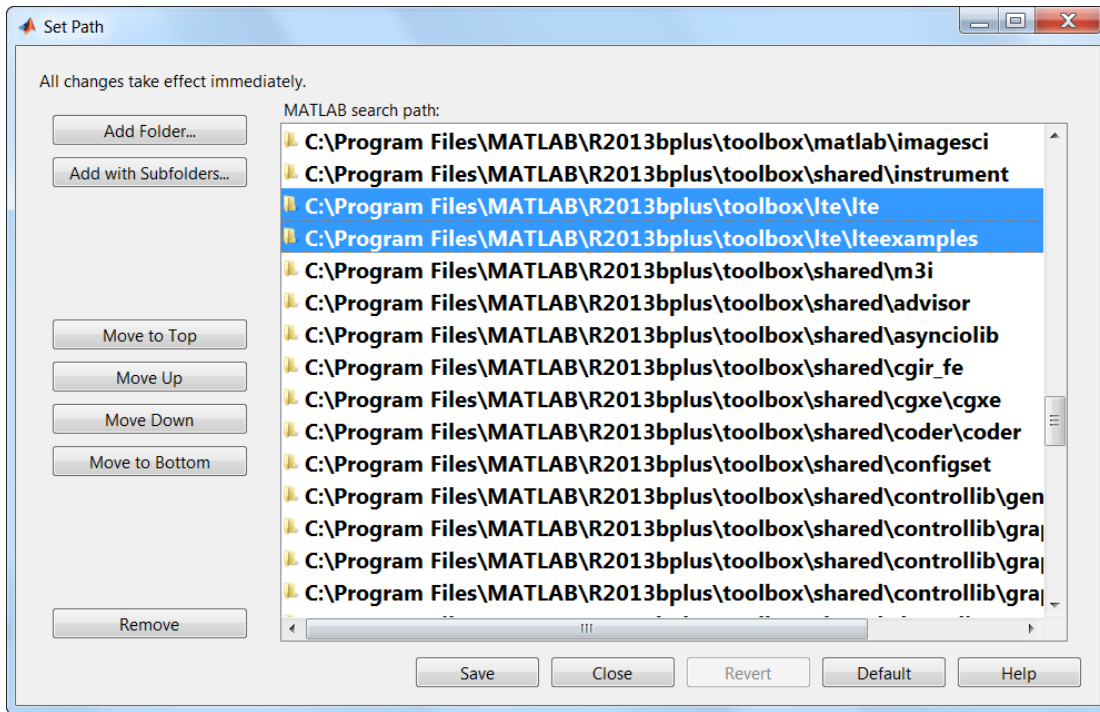 Set Path
All changes take effect immediately.
Add Folder...
Add with Subfolders...
Move to Top
Move Up
Move Down
Move to Bottom
Remove
MATLAB search path:
C:\Program Files\MATLAB\R2013bplus\toolbox\matlab\imagesci
C:\Program Files\MATLAB\R2013bplus\toolbox\shared\instrument
C:\Program Files\MATLAB\R2013bplus\toolbox\lte\lte
C:\Program Files\MATLAB\R2013bplus\toolbox\lte\lteexamples
C:\Program Files\MATLAB\R2013bplus\toolbox\shared\m3i
C:\Program Files\MATLAB\R2013bplus\toolbox\shared\advisor
C:\Program Files\MATLAB\R2013bplus\toolbox\shared\asynciolib
C:\Program Files\MATLAB\R2013bplus\toolbox\shared\cgir_fe
C:\Program Files\MATLAB\R2013bplus\toolbox\shared\cgxe\cgxe
C:\Program Files\MATLAB\R2013bplus\toolbox\shared\coder\coder
C:\Program Files\MATLAB\R2013bplus\toolbox\shared\configset
C:\Program Files\MATLAB\R2013bplus\toolbox\shared\controllib\gen
C:\Program Files\MATLAB\R2013bplus\toolbox\shared\controllib\gra
C:\Program Files\MATLAB\R2013bplus\toolbox\shared\controllib\gra
C:\Program Files\MATLAB\R2013bplus\toolbox\shared\controllib\gra
Save
Close
Revert
Default
Help